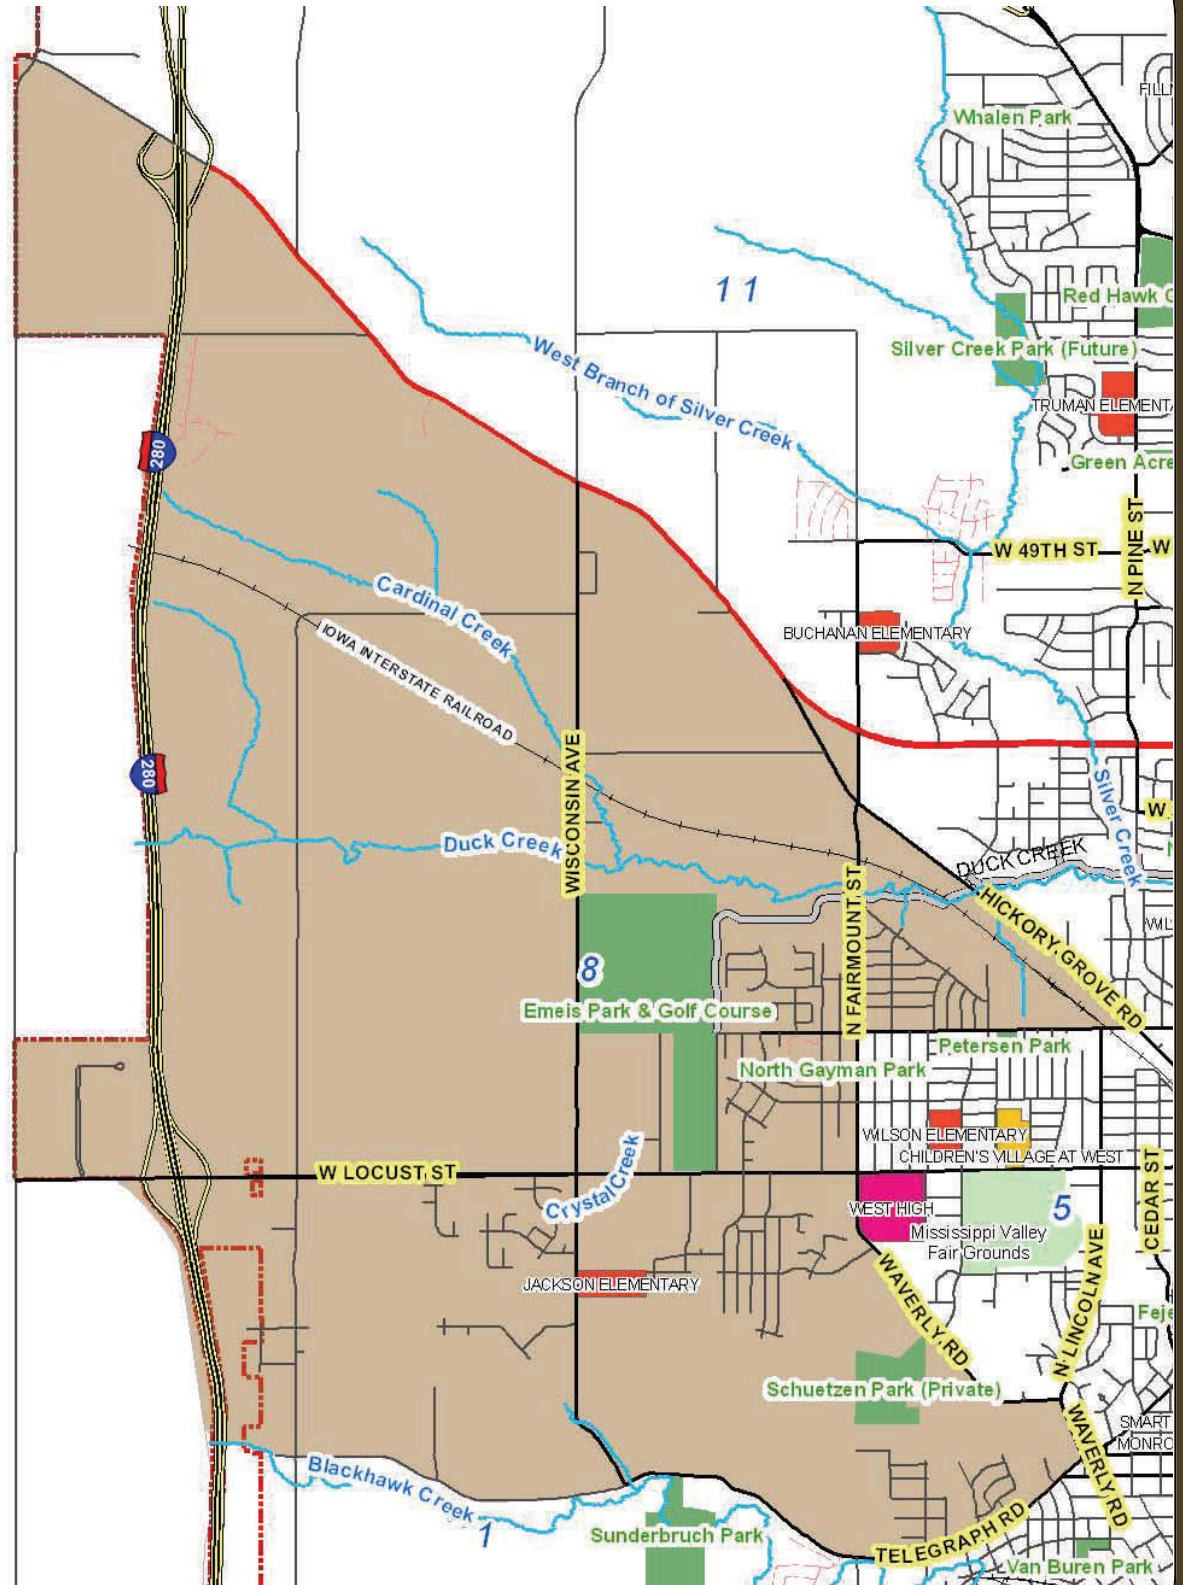 FILL
Whalen Park
11
Red Hawk G
Silver Creek Park (Future)
West Branch of Silver Creek
TRUMAN ELEMENTA
Green Acre
280
N PINE ST
W 49TH ST
W
Cardinal Creek
BUCHANAN ELEMENTARY
IOWA INTERSTATE RAILROAD
WISCONSIN AVE
280
Silver Creek
W
Duck Creek
DUCK CREEK
N FAIRMOUNT ST
HICKORY GROVE RD
WIL
8
Emeis Park & Golf Course
Petersen Park
North Gayman Park
WILSON ELEMENTARY
CHILDREN'S VILLAGE AT WEST
W LOCUST ST
Crystal Creek
WEST HIGH
5
CEDAR ST
Mississippi Valley
Fair Grounds
JACKSON ELEMENTARY
WAVERLY RD
N LINCOLN AVE
Feje
Schuetzen Park (Private)
SMART
MONRO
WAVERLY RD
Blackhawk Creek
1
Sunderbruch Park
TELEGRAPH RD
Van Buren Park